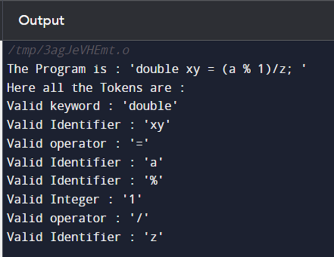 Output
/tmp/3agJeVHEmt.o
The Program is : 'double xy = (a % 1)/z; '
Here all the Tokens are :
Valid keyword : 'double'
Valid Identifier : 'xy'
Valid operator : '='
Valid Identifier : 'a'
Valid Identifier : '%'
Valid Integer : '1'
Valid operator : '/'
Valid Identifier : 'z'